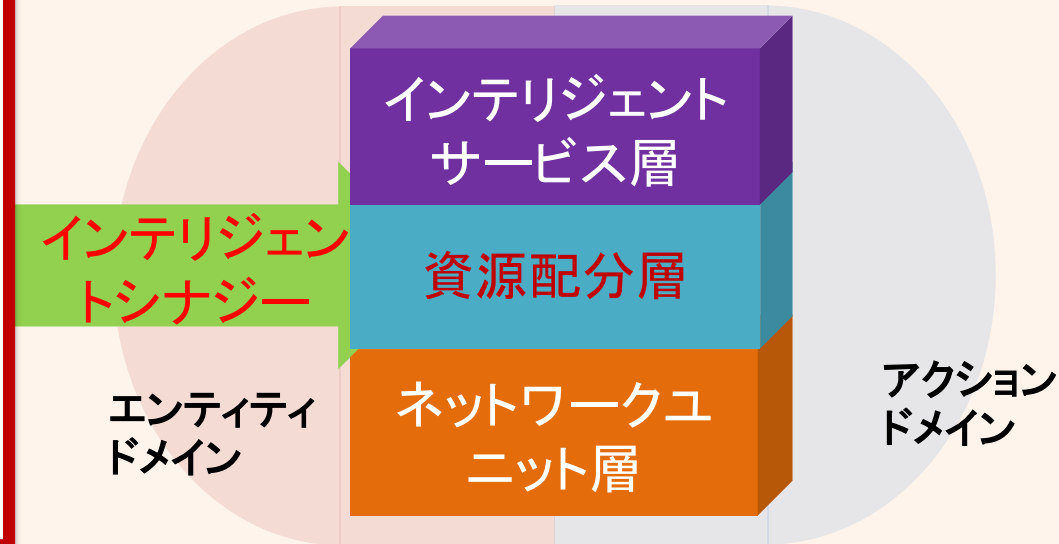 インテリジェント
サービス層
インテリジェン
トシナジー
資源配分層
エンティティ
ドメイン
ネットワークユ
ニット層
アクション
ドメイン